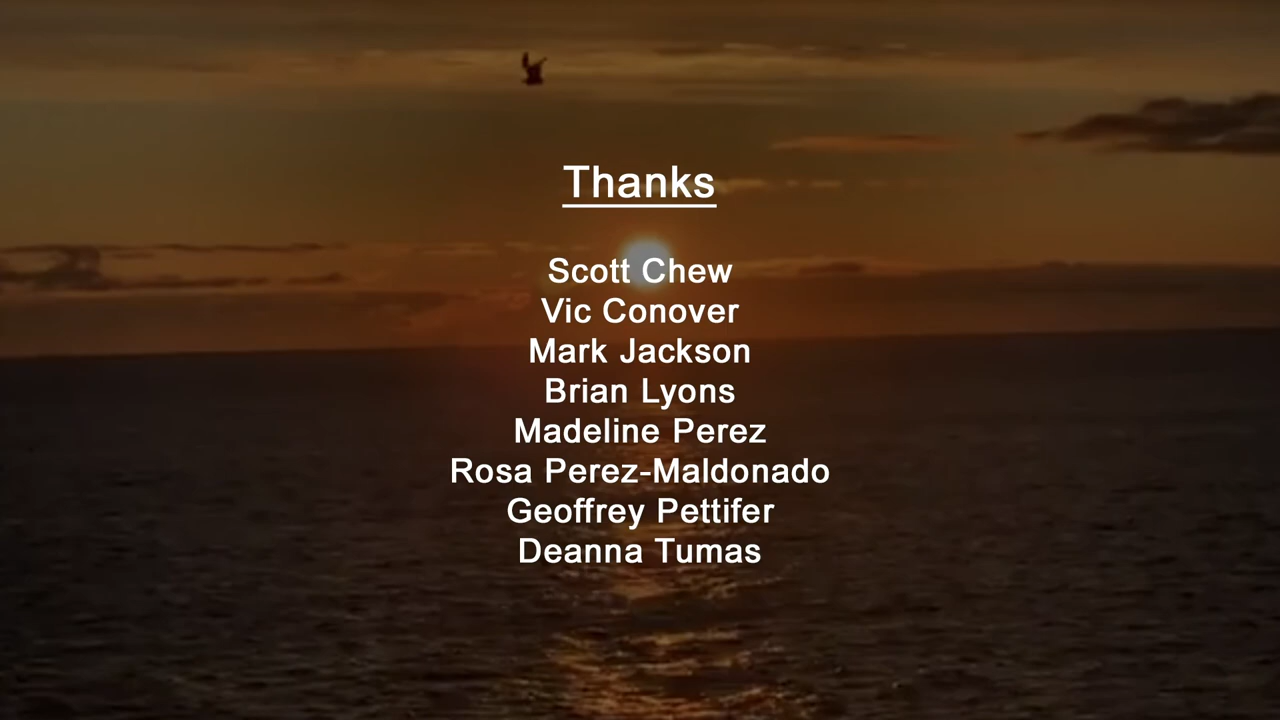 Thanks
Scott Chew
Vic Conover
Mark Jackson
Brian Lyons
Madeline Perez
Rosa Perez-Maldonado
Geoffrey Pettifer
Deanna Tumas